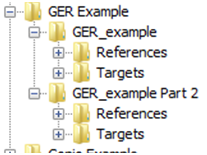 GER Example
GER_example
References
Targets
GER_example Part 2
References
Targets